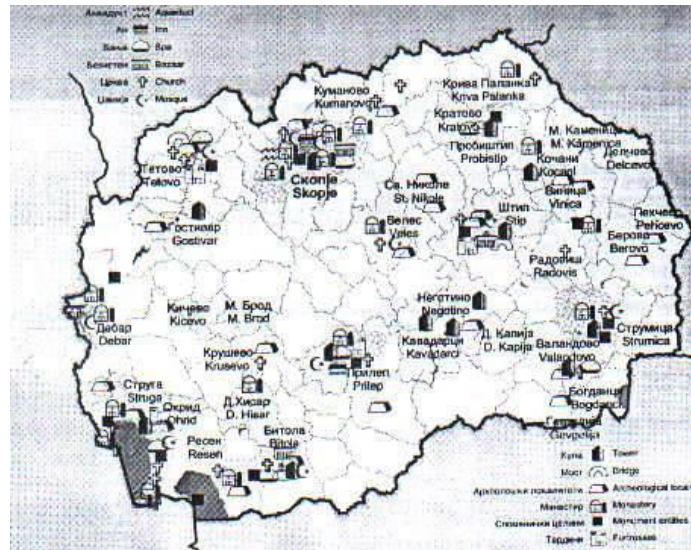 Аквадукт Aquaeduct
Ан Inn
Бања Spa
Безистен Bazaar
Црква Church
Џамија Mosque
Куманово
Kumanovo
Крива Паланка
Kriva Palanka
Кратово
Kratovo
Пробиштип
Probistip
М. Каменица
M. Kamenica
Делчево
Delcevo
Кочани
Kocani
Тетово
Tetovo
Скопје
Skopje
Св. Николе
St. Nikole
Виница
Vinica
Штип
Stip
Пехчево
Pehcevo
Гостивар
Gostivar
Велес
Veles
Берово
Berovo
Радовиш
Radovis
Неготино
Negotino
Кичево
Kicevo
М. Брод
M. Brod
Дебар
Debar
Кавадарци
Kavadarci
Д. Капија
D. Kapija
Струмица
Strumica
Валандово
Valandovo
Крушево
Krusevo
Прилеп
Prilep
Струга
Struga
Охрид
Ohrid
Д.Хисар
D. Hisar
Богданци
Bogdanci
Ресен
Resen
Битола
Bitola
Гевгелија
Gevgelija
Кула Tower
Мост Bridge
Археолошки локалитети Archeological local
Манастир Monastery
Споменички целини Monument entities
Тврдини Furtresses